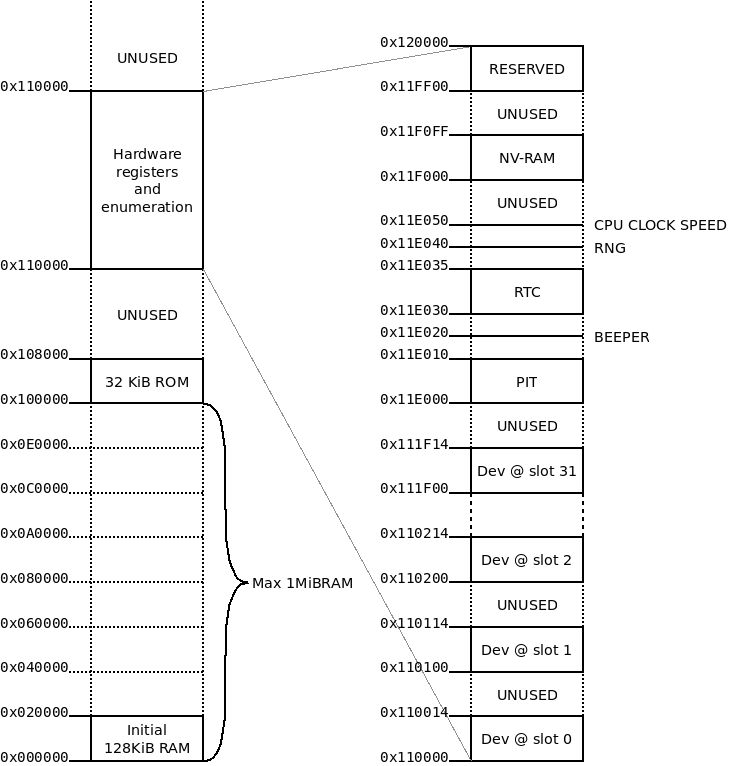 UNUSED
0x110000
Hardware
registers
and
enumeration
0x110000
UNUSED
0x108000
32 KiB ROM
0x100000
0x0E0000
0x0C0000
0x0A0000
0x080000
Max 1MiBRAM
0x060000
0x040000
0x020000
Initial
128KiB RAM
0x000000
0x120000
RESERVED
0x11FF00
UNUSED
0x11F0FF
NV-RAM
0x11F000
UNUSED
0x11E050
CPU CLOCK SPEED
0x11E040
RNG
0x11E035
RTC
0x11E030
0x11E020
BEEPER
0x11E010
PIT
0x11E000
UNUSED
0x111F14
Dev @ slot 31
0x111F00
0x110214
Dev @ slot 2
0x110200
UNUSED
0x110114
Dev @ slot 1
0x110100
UNUSED
0x110014
Dev @ slot 0
0x110000